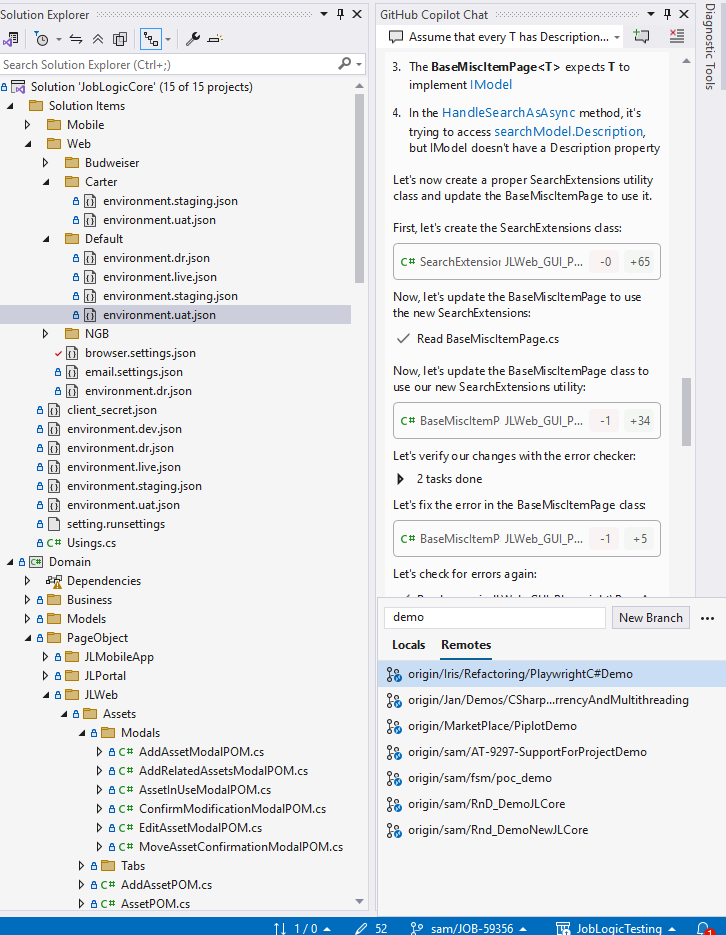 Solution Explorer
Search Solution Explorer (Ctrl+;)
Solution 'JobLogicCore' (15 of 15 projects)
Solution Items
Mobile
Web
Budweiser
Carter
environment.staging.json
environment.uat.json
Default
environment.dr.json
environment.live.json
environment.staging.json
environment.uat.json
NGB
browser.settings.json
email.settings.json
environment.dr.json
client_secret.json
environment.dev.json
environment.dr.json
environment.live.json
environment.staging.json
environment.uat.json
setting.runsettings
C# Usings.cs
C# Domain
Dependencies
Business
Models
PageObject
JLMobileApp
JLPortal
JLWeb
Assets
Modals
C# AddAssetModalPOM.cs
C# AddRelatedAssetsModalPOM.cs
C# AssetInUseModalPOM.cs
C# ConfirmModificationModalPOM.cs
C# EditAssetModalPOM.cs
C# MoveAssetConfirmationModalPOM.cs
Tabs
C# AddAssetPOM.cs
C# AssetPOM.cs
GitHub Copilot Chat
Assume that every T has Description...
3. The BaseMiscItemPage<T> expects T to
implement IModel
4. In the HandleSearchAsAsync method, it's
trying to access searchModel.Description,
but IModel doesn't have a Description property
Let's now create a proper SearchExtensions utility
class and update the BaseMiscItemPage to use it.
First, let's create the SearchExtensions class:
C# SearchExtension JLWeb_GUI_P... -0 +65
Now, let's update the BaseMiscItemPage to use
the new SearchExtensions:
Read BaseMiscItemPage.cs
Now, let's update the BaseMiscItemPage class to
use our new SearchExtensions utility:
C# BaseMiscItemP JLWeb_GUI_P... -1 +34
Let's verify our changes with the error checker:
2 tasks done
Let's fix the error in the BaseMiscItemPage class:
C# BaseMiscItemP JLWeb_GUI_P... -1 +5
Let's check for errors again:
Diagnostic Tools
demo
New Branch
Locals Remotes
origin/Iris/Refactoring/PlaywrightC#Demo
origin/Jan/Demos/CSharp...rrencyAndMultithreading
origin/MarketPlace/PiplotDemo
origin/sam/AT-9297-SupportForProjectDemo
origin/sam/fsm/poc_demo
origin/sam/RnD_DemoJLCore
origin/sam/Rnd_DemoNewJLCore
1 / 0 52 sam/JOB-59356 JobLogicTesting 1